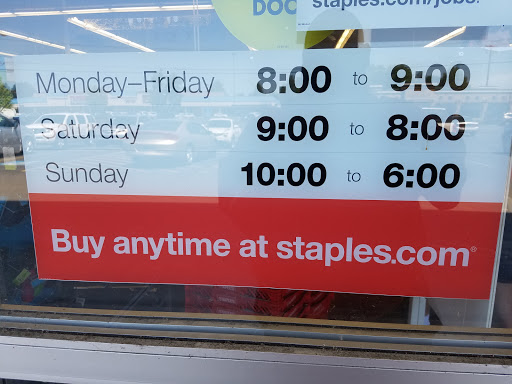 DOC
staples.com/jobs.
Monday–Friday 8:00 to 9:00
Saturday 9:00 to 8:00
Sunday 10:00 to 6:00
Buy anytime at staples.com®